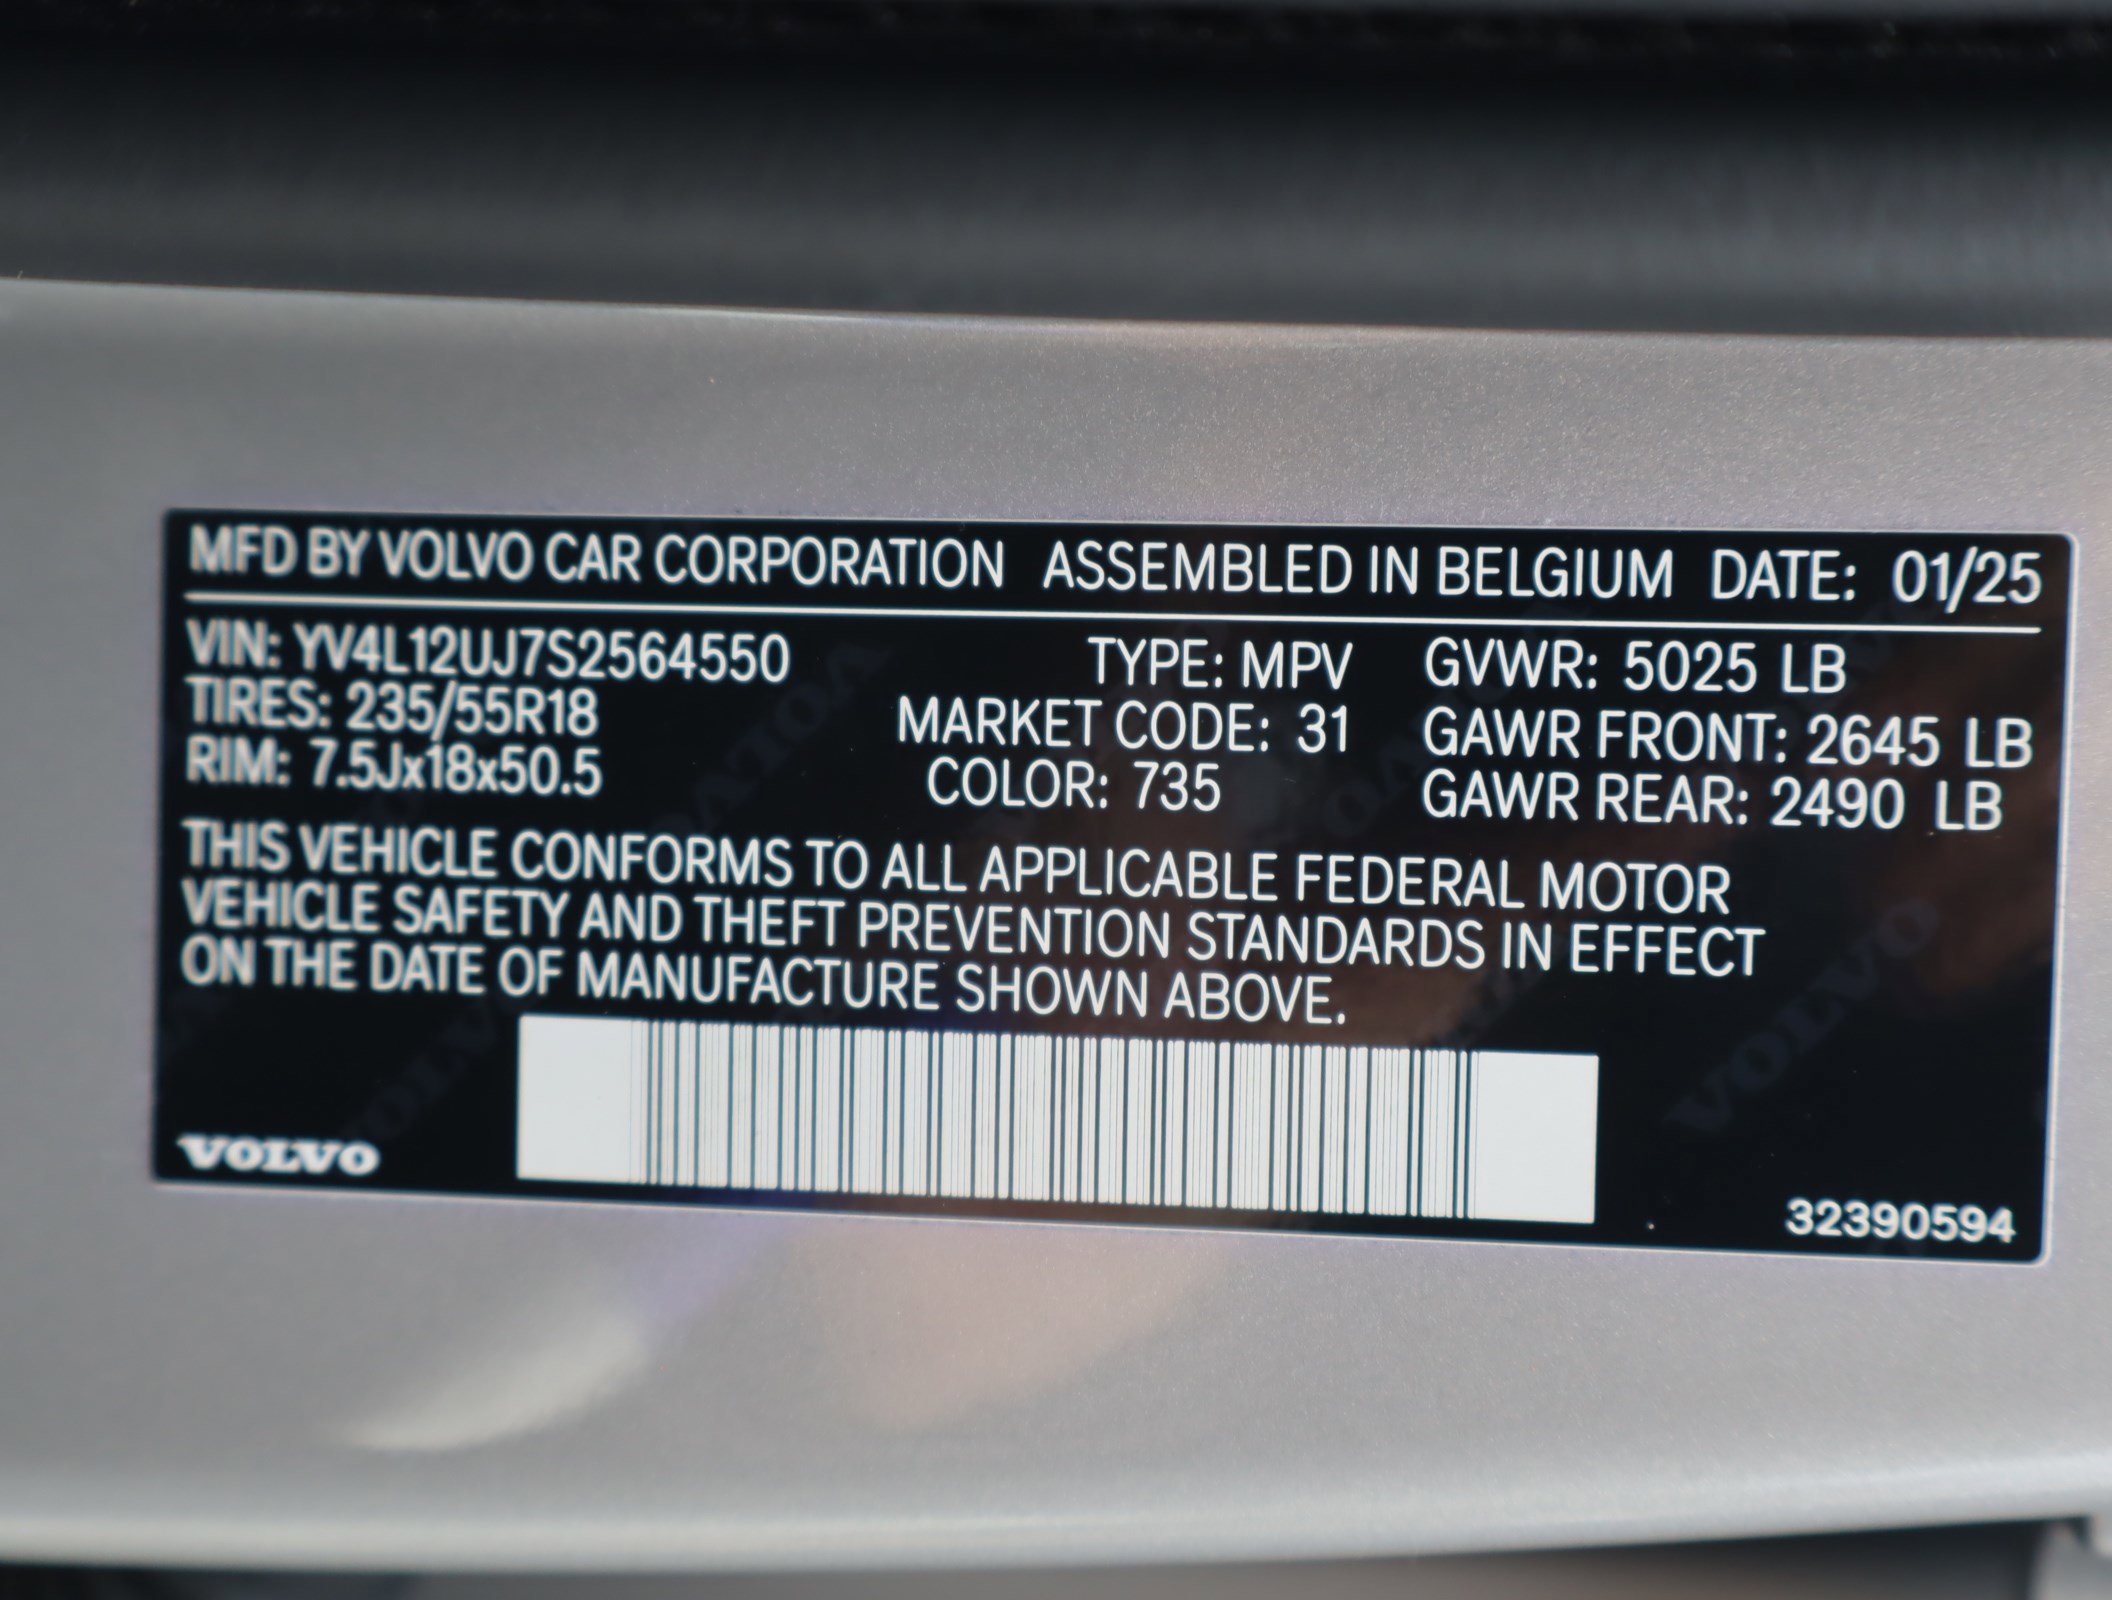 MFD BY VOLVO CAR CORPORATION ASSEMBLED IN BELGIUM DATE: 01/25
VIN: YV4L12UJ7S2564550 TYPE: MPV GVWR: 5025 LB
TIRES: 235/55R18 MARKET CODE: 31 GAWR FRONT: 2645 LB
RIM: 7.5Jx18x50.5 COLOR: 735 GAWR REAR: 2490 LB
THIS VEHICLE CONFORMS TO ALL APPLICABLE FEDERAL MOTOR
VEHICLE SAFETY AND THEFT PREVENTION STANDARDS IN EFFECT
ON THE DATE OF MANUFACTURE SHOWN ABOVE.
VOLVO
32390594